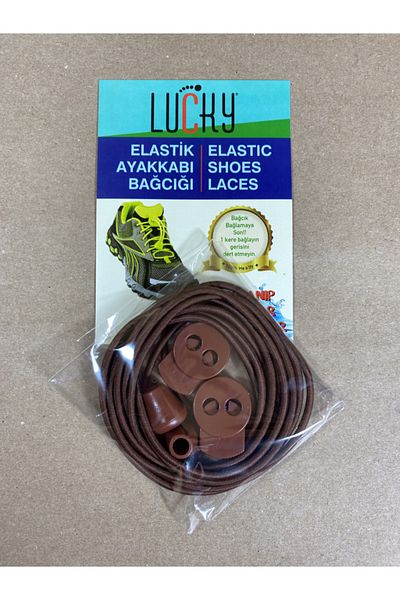 LUCKY
ELASTİK
AYAKKABI
BAĞCIĞI
ELASTIC
SHOES
LACES
Bağcık
Bağlamaya
Son!!
1 kere bağlayın
gerisini
dert etmeyin.